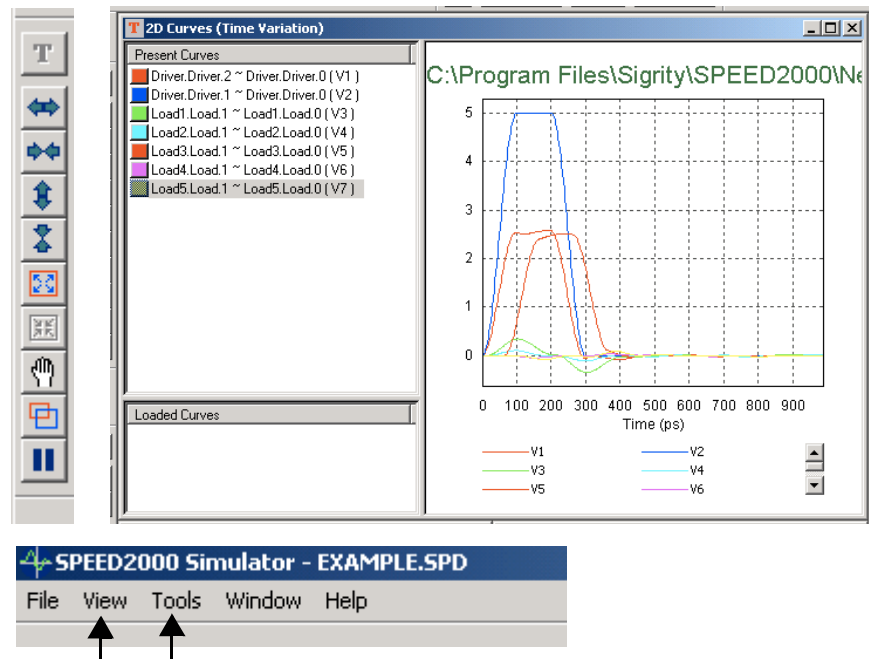 T
T 2D Curves (Time Variation)
Present Curves
Driver.Driver.2 ~ Driver.Driver.0 ( V1 )
Driver.Driver.1 ~ Driver.Driver.0 ( V2 )
Load1.Load.1 ~ Load1.Load.0 ( V3 )
Load2.Load.1 ~ Load2.Load.0 ( V4 )
Load3.Load.1 ~ Load3.Load.0 ( V5 )
Load4.Load.1 ~ Load4.Load.0 ( V6 )
Load5.Load.1 ~ Load5.Load.0 ( V7 )
Loaded Curves
C:\Program Files\Sigrity\SPEED2000\Ne
5
4
3
2
1
0
0 100 200 300 400 500 600 700 800 900
Time (ps)
V1 V2
V3 V4
V5 V6
SPEED2000 Simulator - EXAMPLE.SPD
File View Tools Window Help